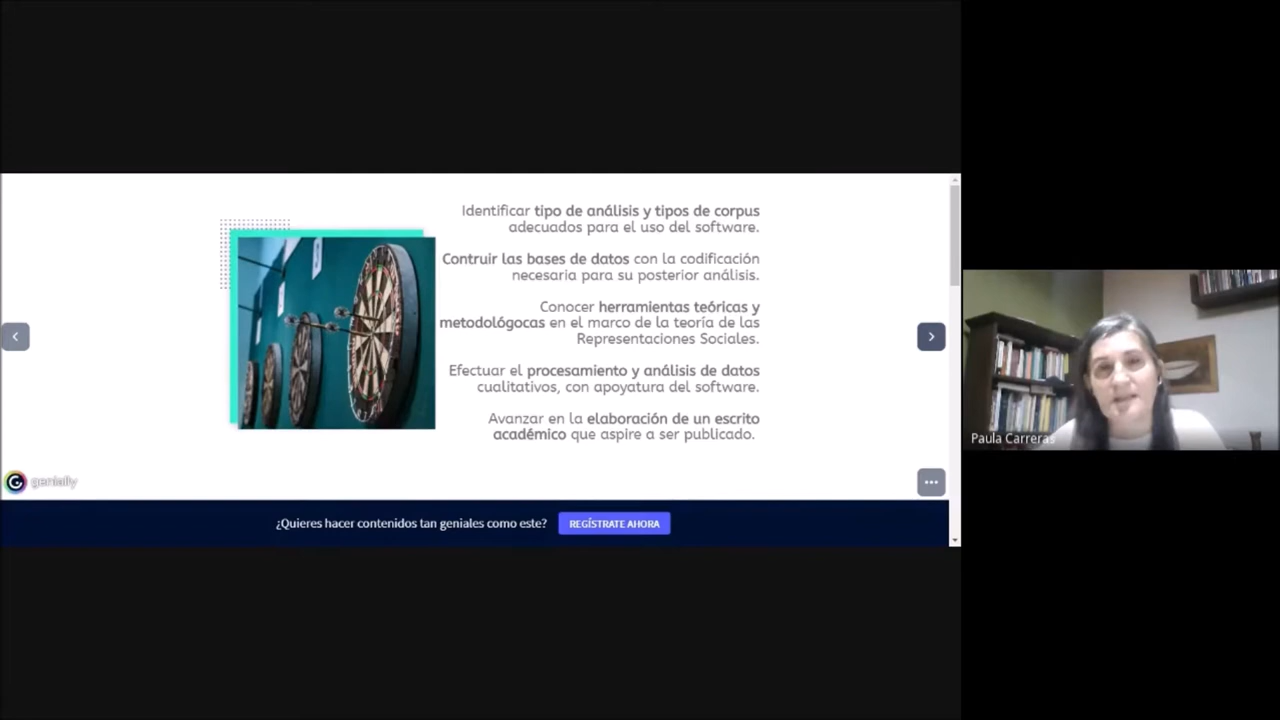 Identificar tipo de análisis y tipos de corpus
adecuados para el uso del software.
Contruir las bases de datos con la codificación
necesaria para su posterior análisis.
Conocer herramientas teóricas y
metodológocas en el marco de la teoría de las
Representaciones Sociales.
Efectuar el procesamiento y análisis de datos
cualitativos, con apoyatura del software.
Avanzar en la elaboración de un escrito
académico que aspire a ser publicado.
genially
¿Quieres hacer contenidos tan geniales como este? REGÍSTRATE AHORA
Paula Carreras